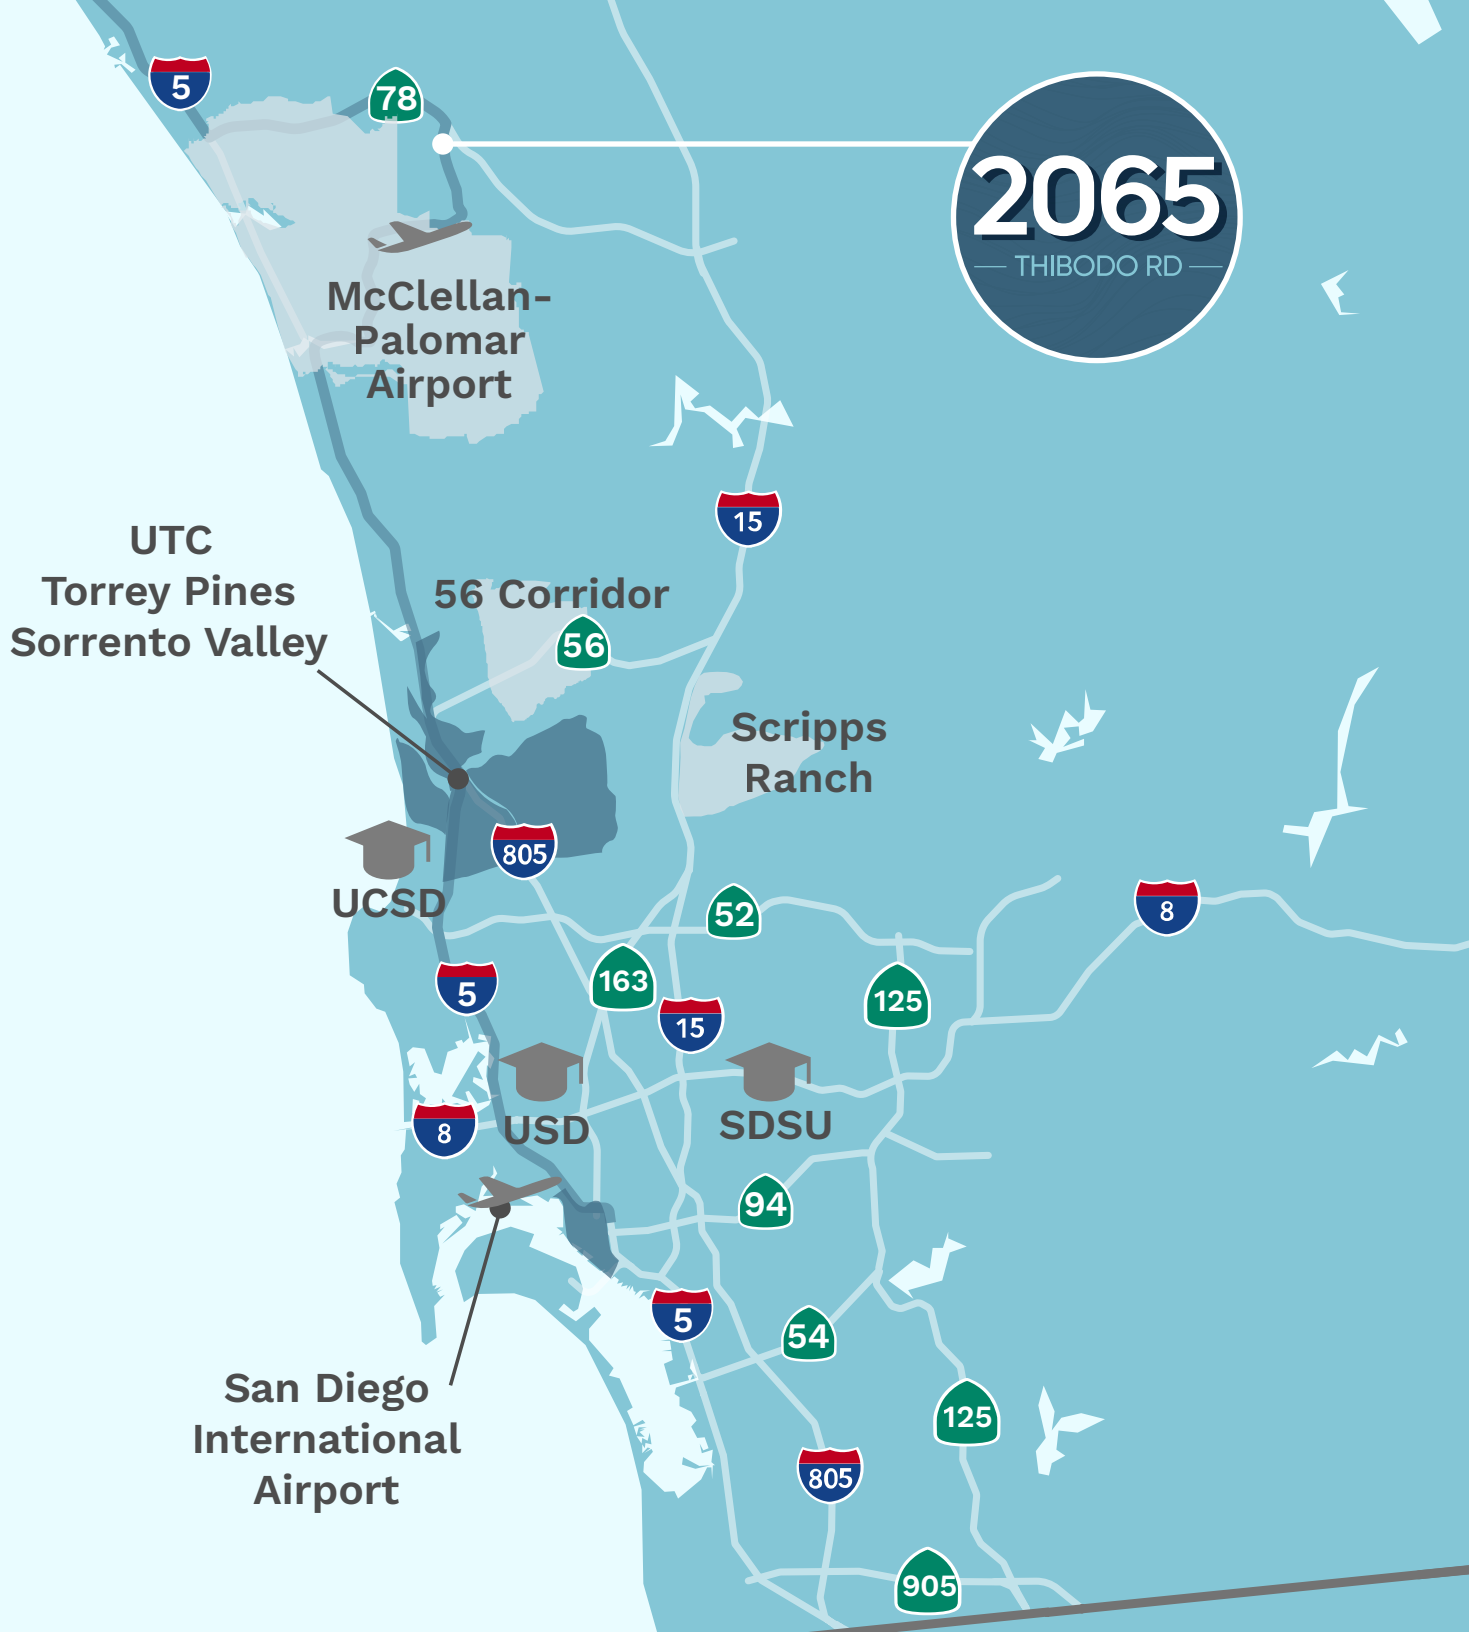 5
78
2065
THIBODO RD
McClellan-
Palomar
Airport
15
UTC
Torrey Pines
Sorrento Valley
56 Corridor
56
Scripps
Ranch
805
UCSD
52
8
163
125
5
15
8
USD
SDSU
94
5
54
San Diego
International
Airport
125
805
905